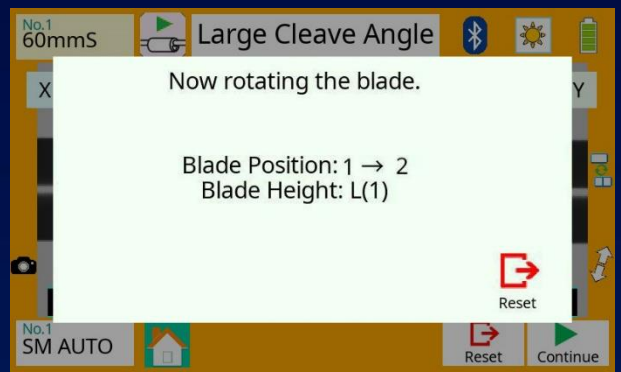 No.1
60mmS
Large Cleave Angle
X
Y
Now rotating the blade.
Blade Position: 1 → 2
Blade Height: L(1)
Reset
No.1
SM AUTO
Reset
Continue